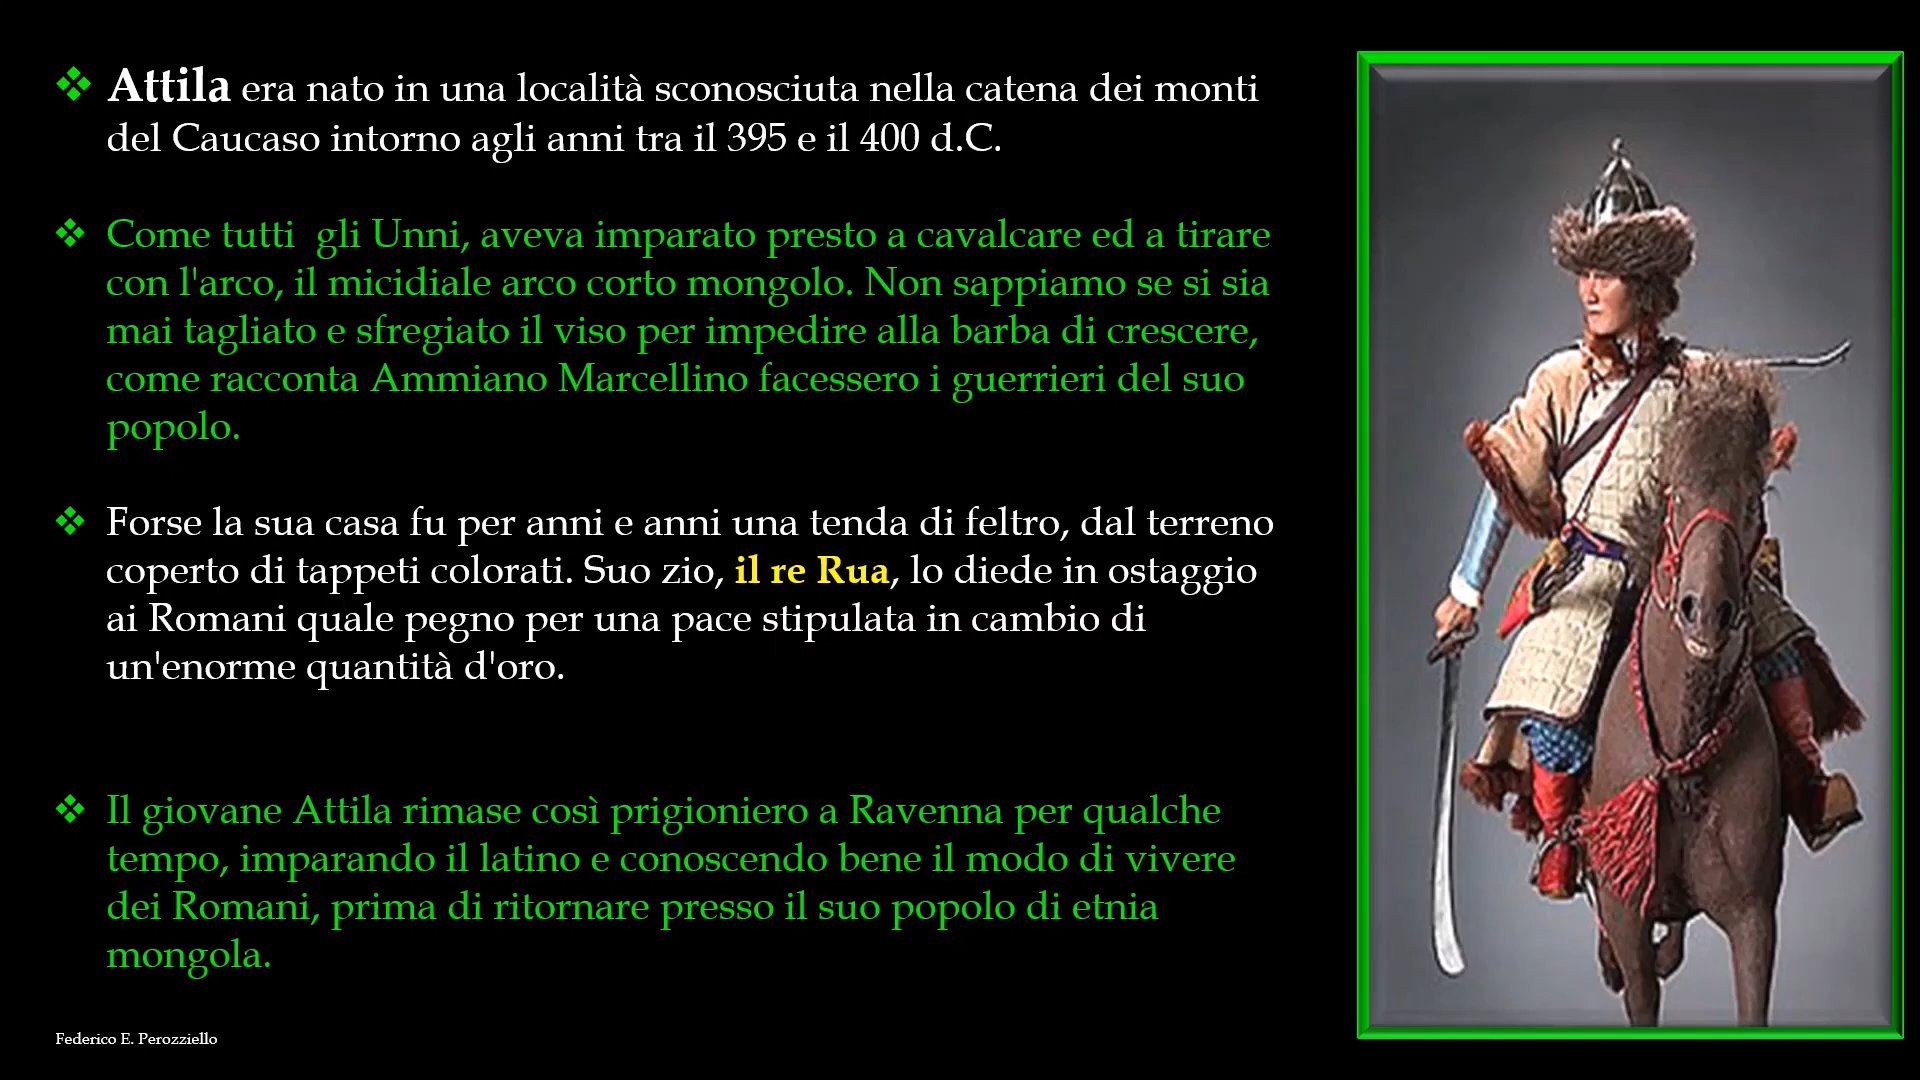 Attila era nato in una località sconosciuta nella catena dei monti
del Caucaso intorno agli anni tra il 395 e il 400 d.C.
Come tutti  gli Unni, aveva imparato presto a cavalcare ed a tirare
con l'arco, il micidiale arco corto mongolo. Non sappiamo se si sia
mai tagliato e sfregiato il viso per impedire alla barba di crescere,
come racconta Ammiano Marcellino facessero i guerrieri del suo
popolo.
Forse la sua casa fu per anni e anni una tenda di feltro, dal terreno
coperto di tappeti colorati. Suo zio, il re Rua, lo diede in ostaggio
ai Romani quale pegno per una pace stipulata in cambio di
un'enorme quantità d'oro.
Il giovane Attila rimase così prigioniero a Ravenna per qualche
tempo, imparando il latino e conoscendo bene il modo di vivere
dei Romani, prima di ritornare presso il suo popolo di etnia
mongola.
Federico E. Perozziello